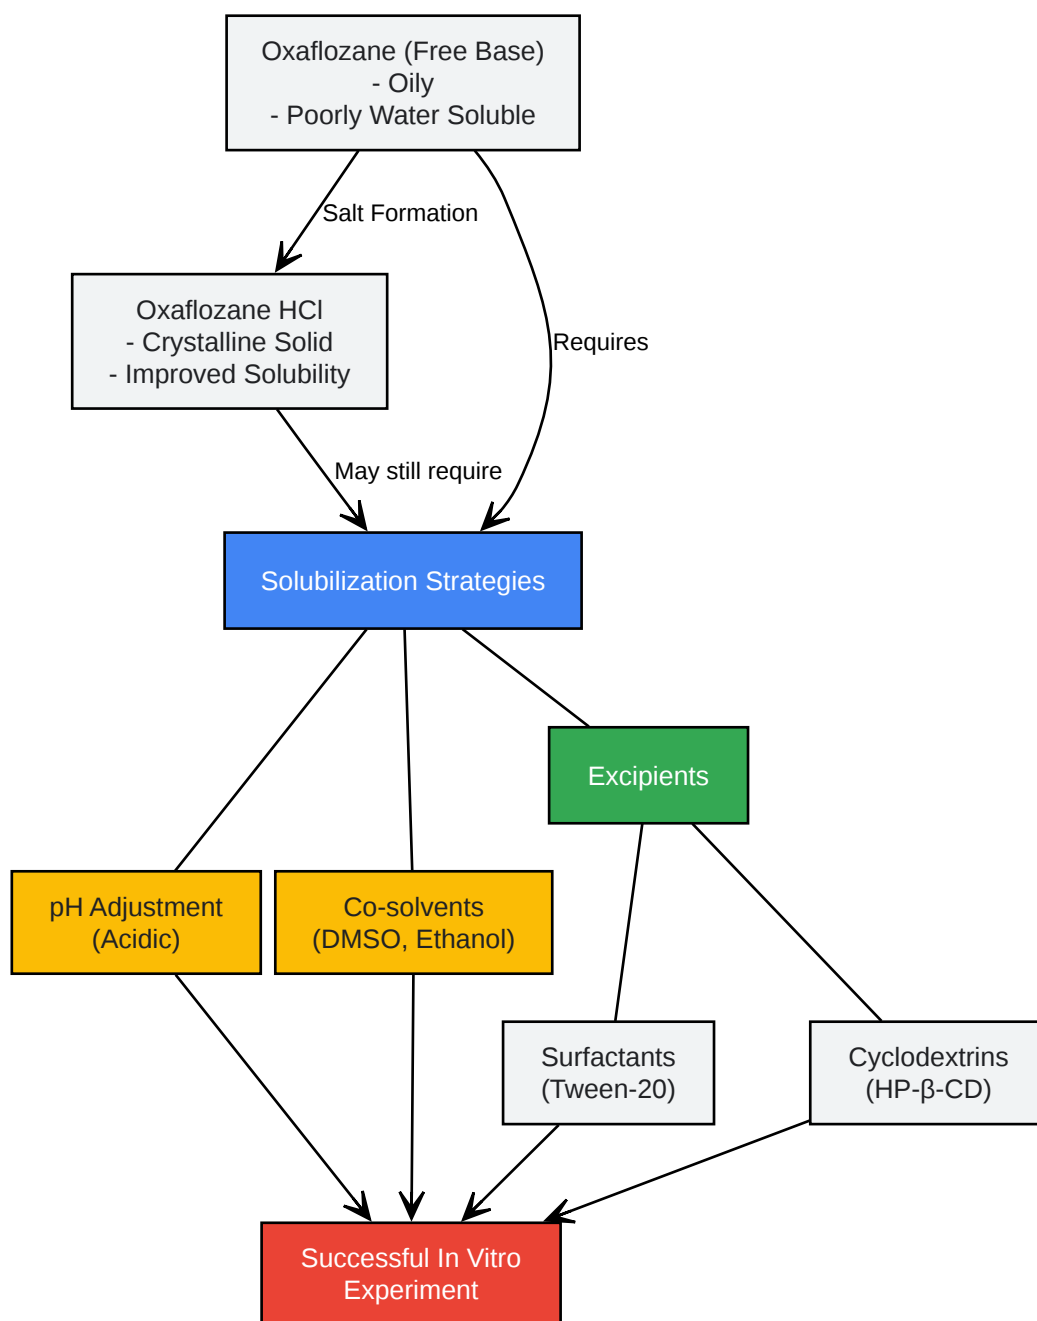 Oxaflozane (Free Base)
- Oily
- Poorly Water Soluble
Salt Formation
Oxaflozane HCl
- Crystalline Solid
- Improved Solubility
Requires
May still require
Solubilization Strategies
Excipients
pH Adjustment
(Acidic)
Co-solvents
(DMSO, Ethanol)
Surfactants
(Tween-20)
Cyclodextrins
(HP-β-CD)
Successful In Vitro
Experiment